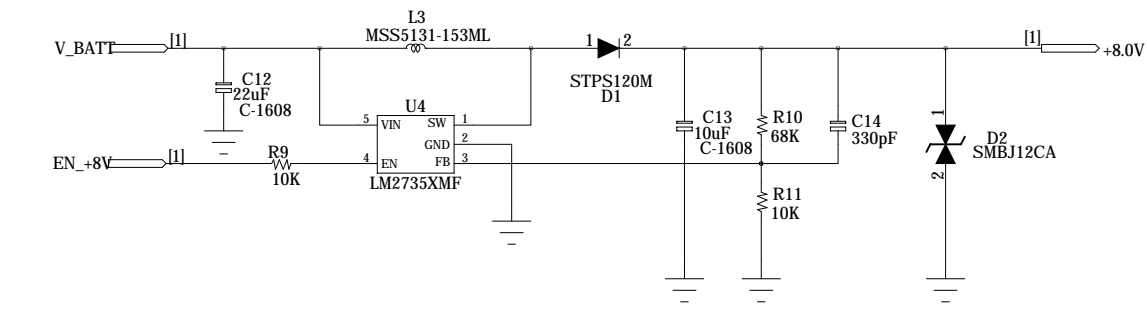 L3
MSS5131-153ML
V_BATT
[1]
1
2
[1]
+8.0V
STPS120M
D1
C12
22uF
C-1608
U4
5
VIN
SW
1
GND
2
EN_+8V
[1]
R9
10K
4
EN
FB
3
LM2735XMF
C13
10uF
C-1608
R10
68K
C14
330pF
1
D2
SMBJ12CA
2
R11
10K